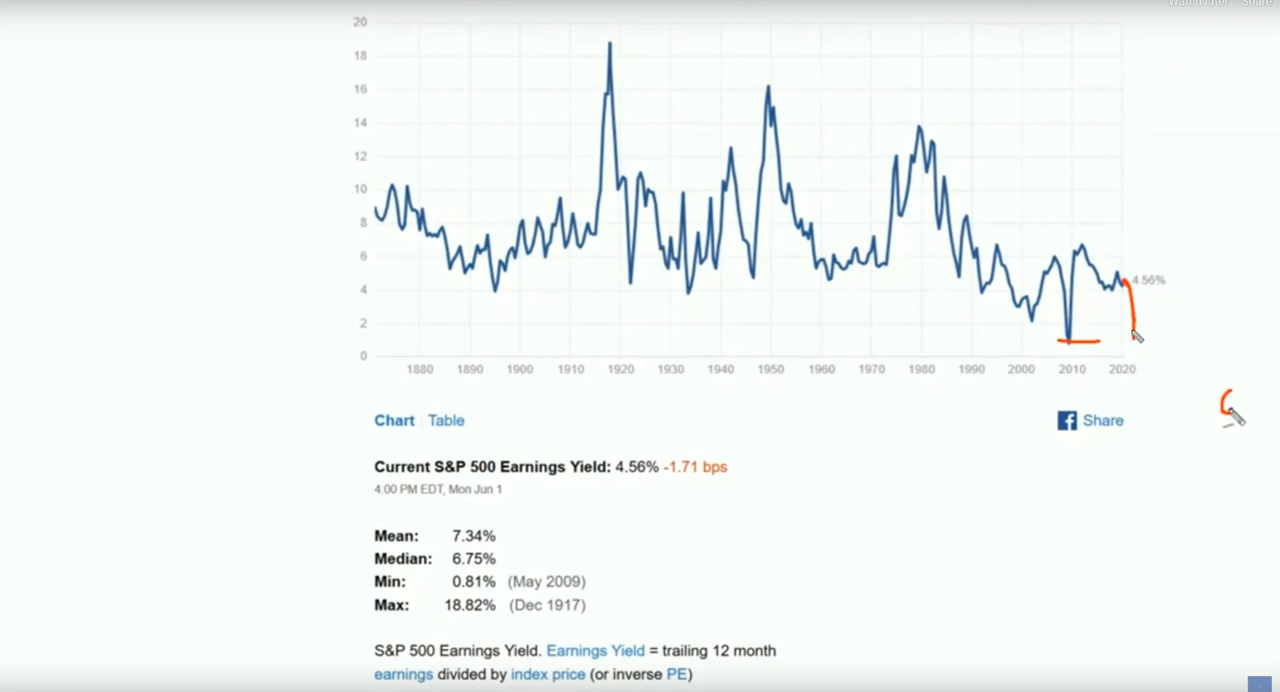 Watch later Share
20
18
16
14
12
10
8
6
4
2
0
4.56%
1880 1890 1900 1910 1920 1930 1940 1950 1960 1970 1980 1990 2000 2010 2020
Chart Table
Share
Current S&P 500 Earnings Yield: 4.56% -1.71 bps
4:00 PM EDT, Mon Jun 1
Mean: 7.34%
Median: 6.75%
Min: 0.81% (May 2009)
Max: 18.82% (Dec 1917)
S&P 500 Earnings Yield. Earnings Yield = trailing 12 month
earnings divided by index price (or inverse PE)